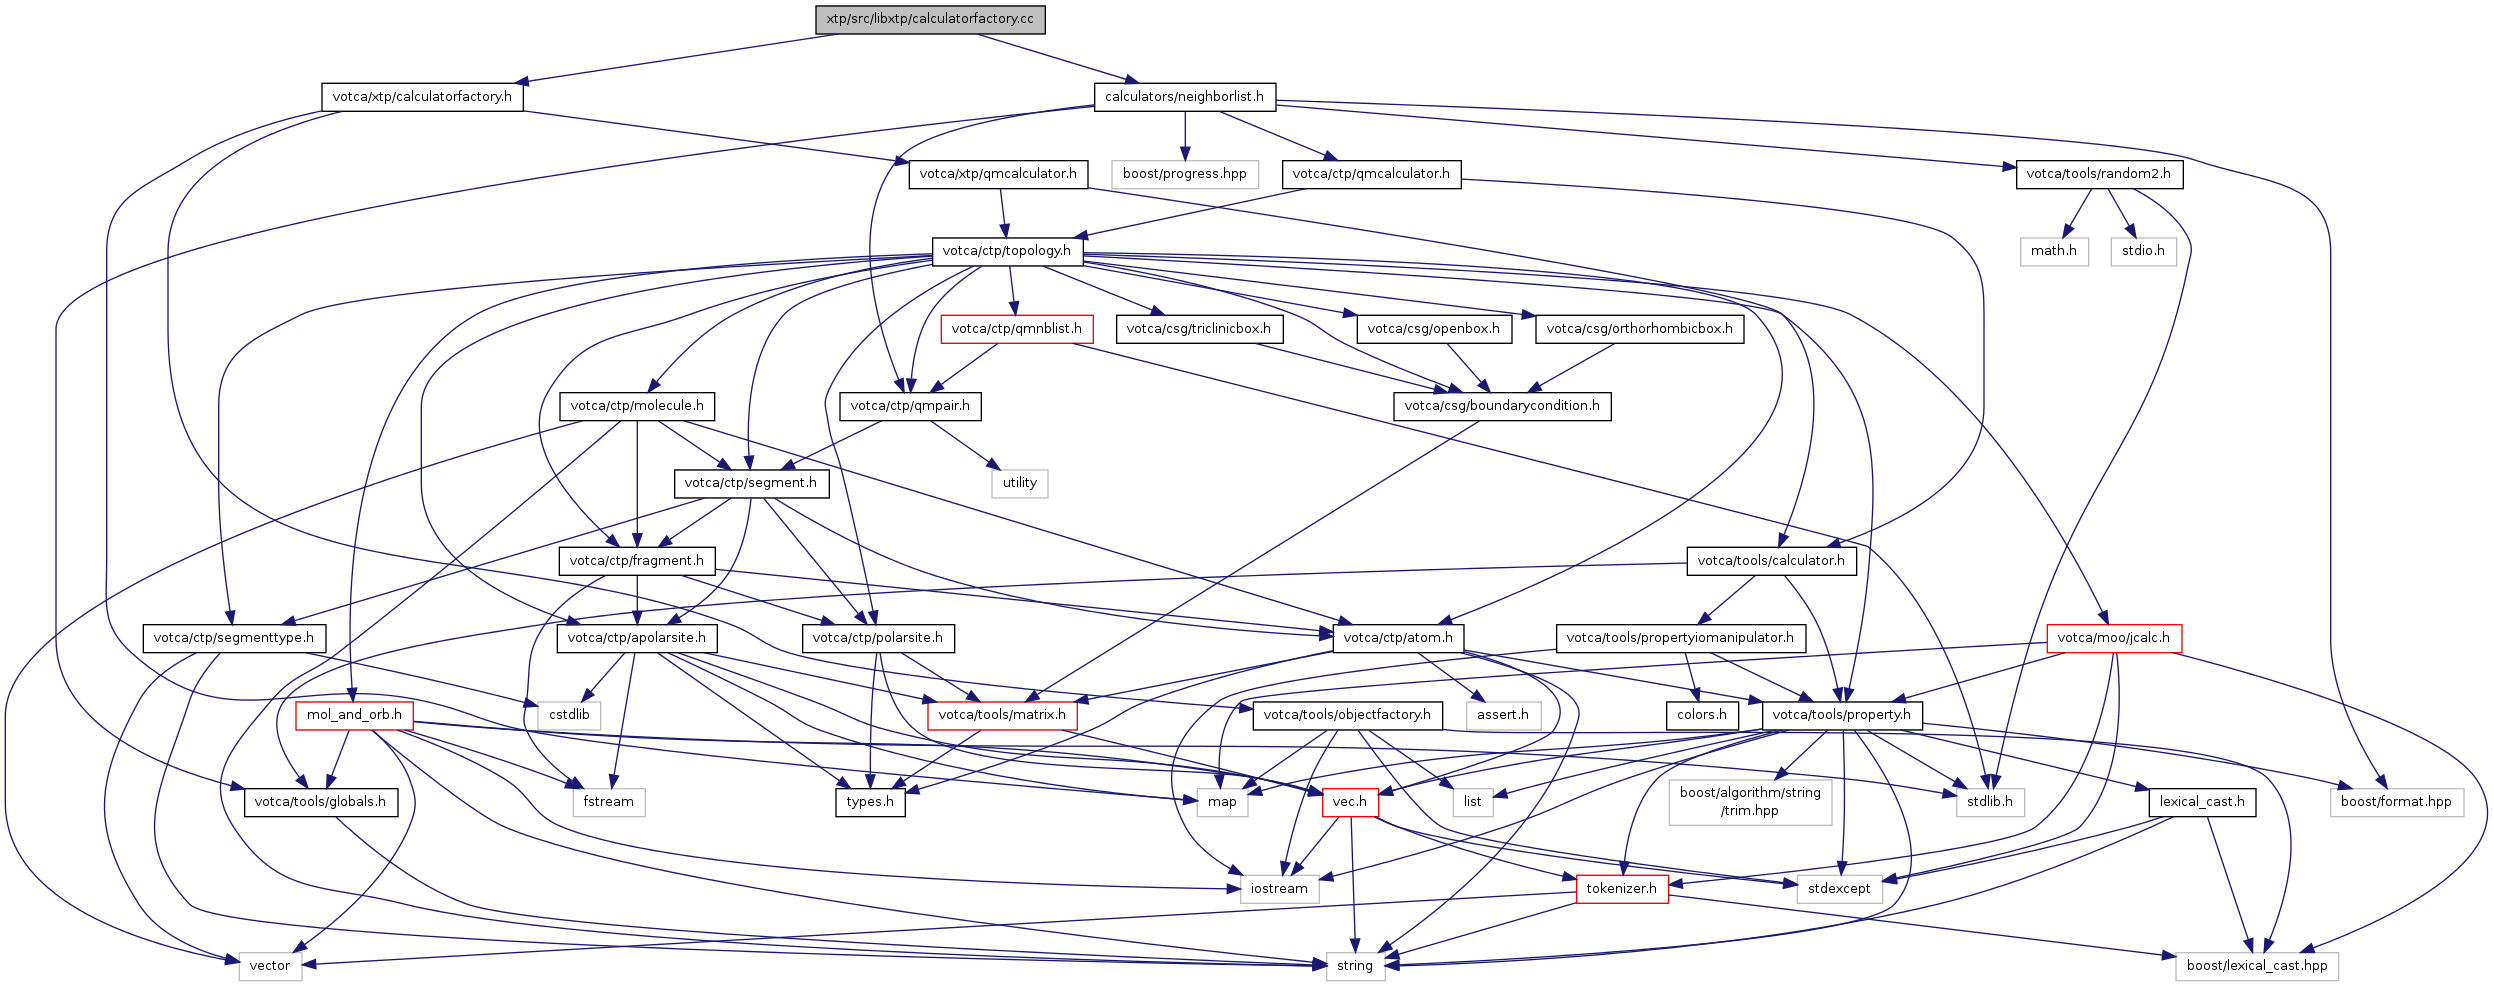 xtp/src/libxtp/calculatorfactory.cc
votca/xtp/calculatorfactory.h
calculators/neighborlist.h
votca/xtp/qmcalculator.h
boost/progress.hpp
votca/ctp/qmcalculator.h
votca/tools/random2.h
votca/ctp/topology.h
math.h
stdio.h
votca/ctp/qmnblist.h
votca/csg/triclinicbox.h
votca/csg/openbox.h
votca/csg/orthorhombicbox.h
votca/ctp/molecule.h
votca/ctp/qmpair.h
votca/csg/boundarycondition.h
votca/ctp/segment.h
utility
votca/ctp/fragment.h
votca/tools/calculator.h
votca/ctp/segmenttype.h
votca/ctp/apolarsite.h
votca/ctp/polarsite.h
votca/ctp/atom.h
votca/tools/propertyiomanipulator.h
votca/moo/jcalc.h
mol_and_orb.h
cstdlib
votca/tools/matrix.h
votca/tools/objectfactory.h
assert.h
colors.h
votca/tools/property.h
votca/tools/globals.h
fstream
types.h
map
vec.h
list
boost/algorithm/string
/trim.hpp
stdlib.h
lexical_cast.h
boost/format.hpp
iostream
tokenizer.h
stdexcept
vector
string
boost/lexical_cast.hpp